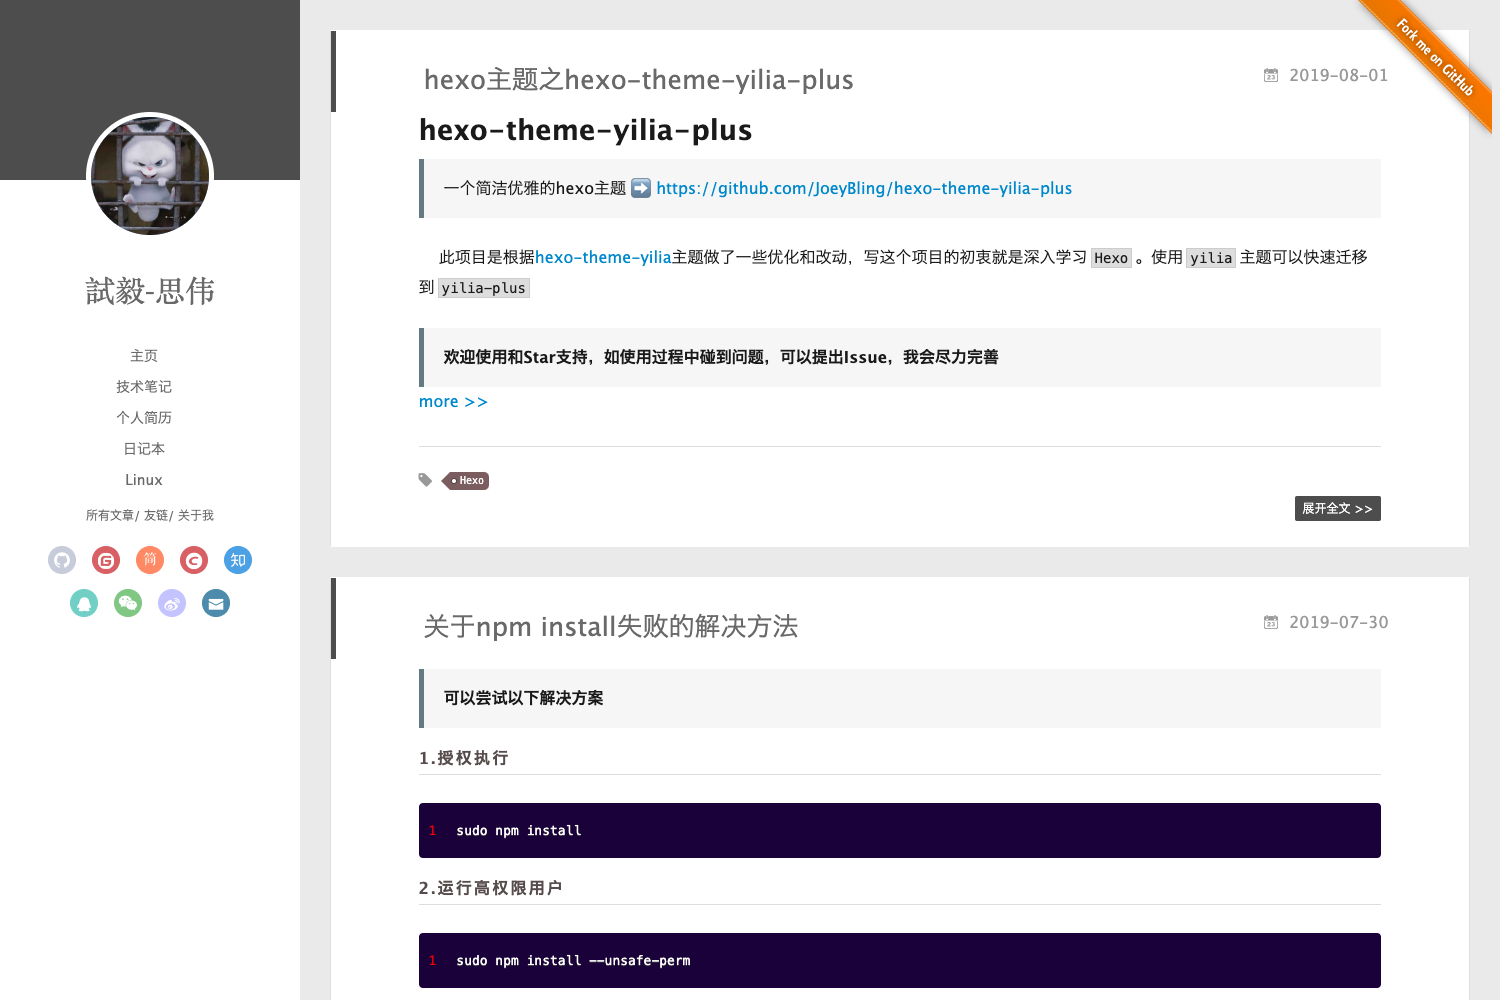 試毅-思伟
主页
技术笔记
个人简历
日记本
Linux
所有文章/ 友链/ 关于我
简
知
hexo主题之hexo-theme-yilia-plus
2019-08-01
Fork me on GitHub
hexo-theme-yilia-plus
一个简洁优雅的hexo主题 ➡️ https://github.com/JoeyBling/hexo-theme-yilia-plus
此项目是根据hexo-theme-yilia主题做了一些优化和改动，写这个项目的初衷就是深入学习 Hexo 。使用 yilia 主题可以快速迁移
到 yilia-plus
欢迎使用和Star支持，如使用过程中碰到问题，可以提出Issue，我会尽力完善
more >>
Hexo
展开全文 >>
关于npm install失败的解决方法
2019-07-30
可以尝试以下解决方案
1.授权执行
1 sudo npm install
2.运行高权限用户
1 sudo npm install --unsafe-perm